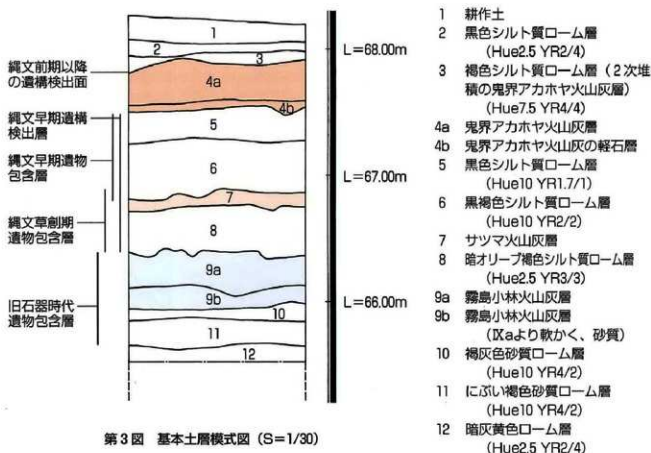 縄文前期以降
の遺構検出面
縄文早期遺構
検出層
縄文早期遺物
包含層
縄文草創期
遺物包含層
旧石器時代
遺物包含層
1
2
3
4a
4b
5
6
7
8
9a
9b
10
11
12
L=68.00m
L=67.00m
L=66.00m
第3図 基本土層模式図(S=1/30)
1 耕作土
2 黒色シルト質ローム層
(Hue2.5 YR2/4)
3 褐色シルト質ローム層(2次堆
積の鬼界アカホヤ火山灰層)
(Hue7.5 YR4/4)
4a 鬼界アカホヤ火山灰層
4b 鬼界アカホヤ火山灰の軽石層
5 黒色シルト質ローム層
(Hue10 YR1.7/1)
6 黒褐色シルト質ローム層
(Hue10 YR2/2)
7 サツマ火山灰層
8 暗オリーブ褐色シルト質ローム層
(Hue2.5 YR3/3)
9a 霧島小林火山灰層
9b 霧島小林火山灰層
(Ⅸaより軟かく、砂質)
10 褐灰色砂質ローム層
(Hue10 YR4/2)
11 にぶい褐色砂質ローム層
(Hue10 YR4/2)
12 暗灰黄色ローム層
(Hue2.5 YR2/4)